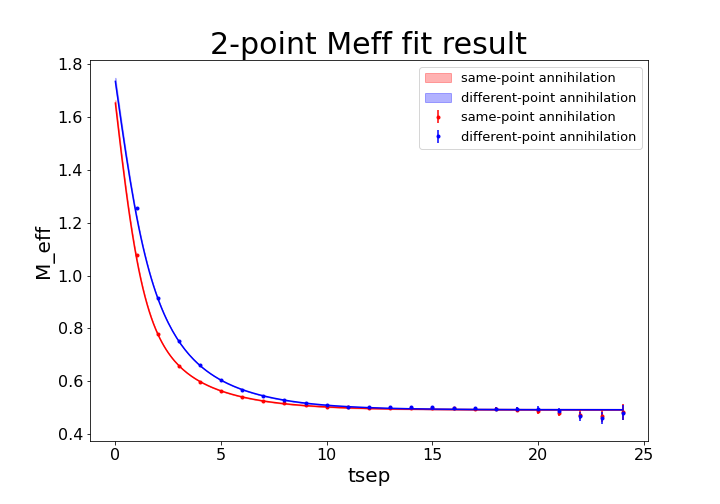 2-point Meff fit result
same-point annihilation
different-point annihilation
same-point annihilation
different-point annihilation
M_eff
1.8
1.6
1.4
1.2
1.0
0.8
0.6
0.4
0
5
10
15
20
25
tsep